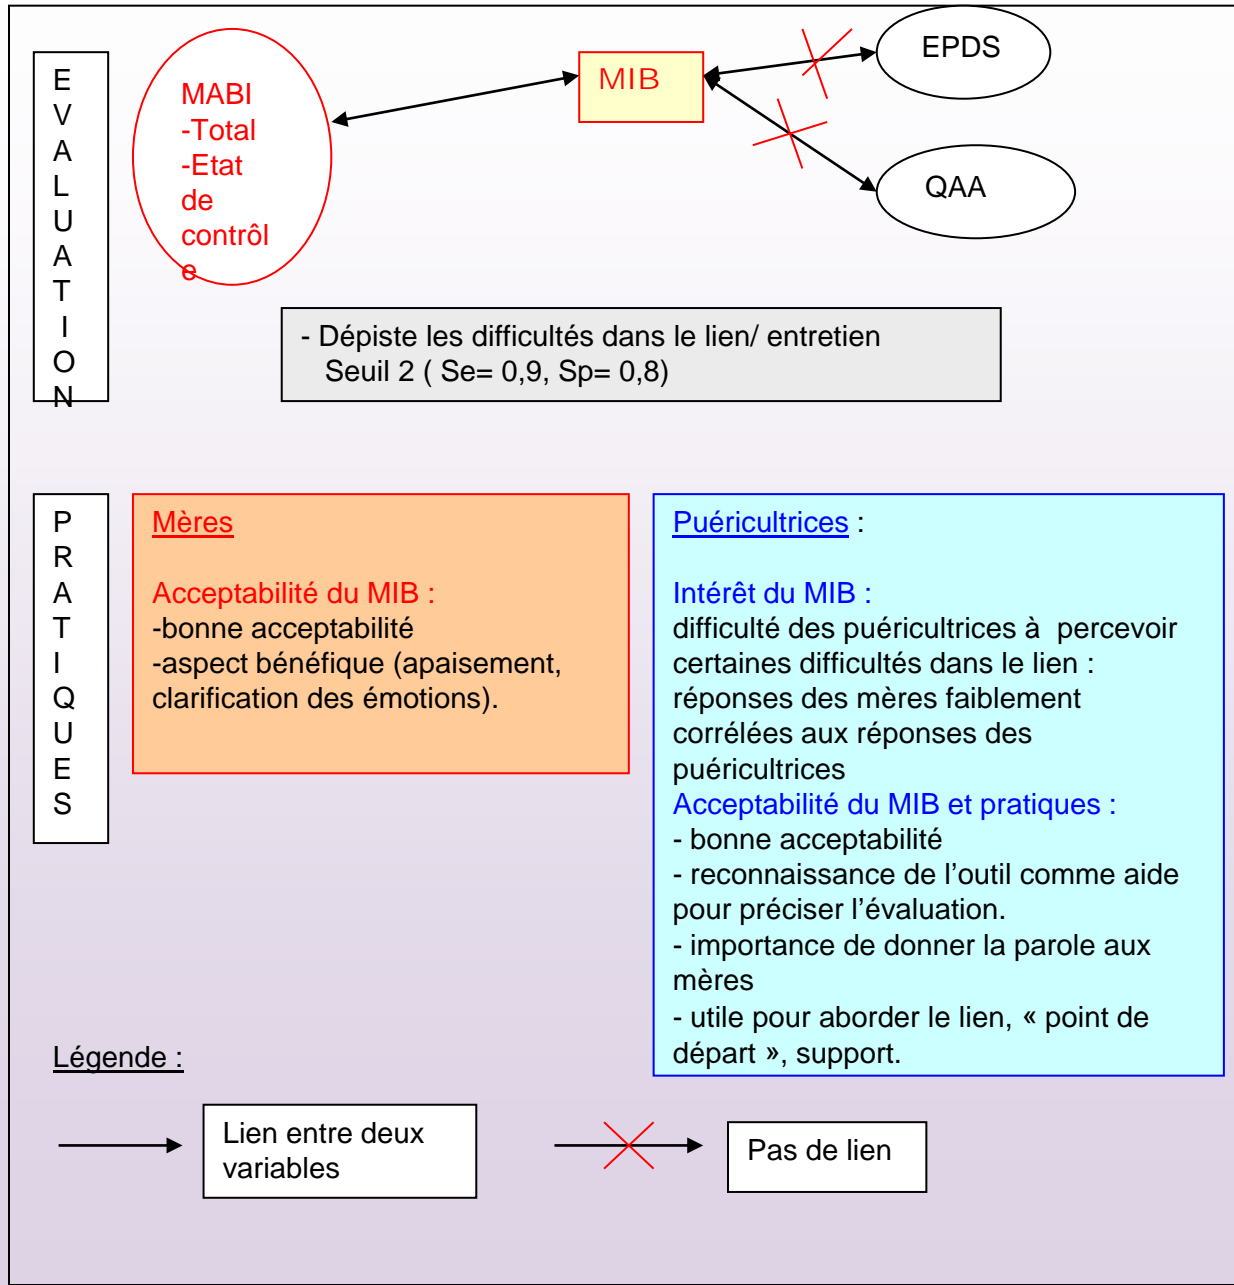 E
V
A
L
U
A
T
I
O
N
MABI
-Total
-Etat
de
contrôl
e
MIB
EPDS
QAA
- Dépiste les difficultés dans le lien/ entretien
Seuil 2 ( Se= 0,9, Sp= 0,8)
P
R
A
T
I
Q
U
E
S
Mères
Acceptabilité du MIB :
-bonne acceptabilité
-aspect bénéfique (apaisement,
clarification des émotions).
Puéricultrices :
Intérêt du MIB :
difficulté des puéricultrices à percevoir
certaines difficultés dans le lien :
réponses des mères faiblement
corrélées aux réponses des
puéricultrices
Acceptabilité du MIB et pratiques :
- bonne acceptabilité
- reconnaissance de l’outil comme aide
pour préciser l’évaluation.
- importance de donner la parole aux
mères
- utile pour aborder le lien, « point de
départ », support.
Légende :
Lien entre deux
variables
Pas de lien